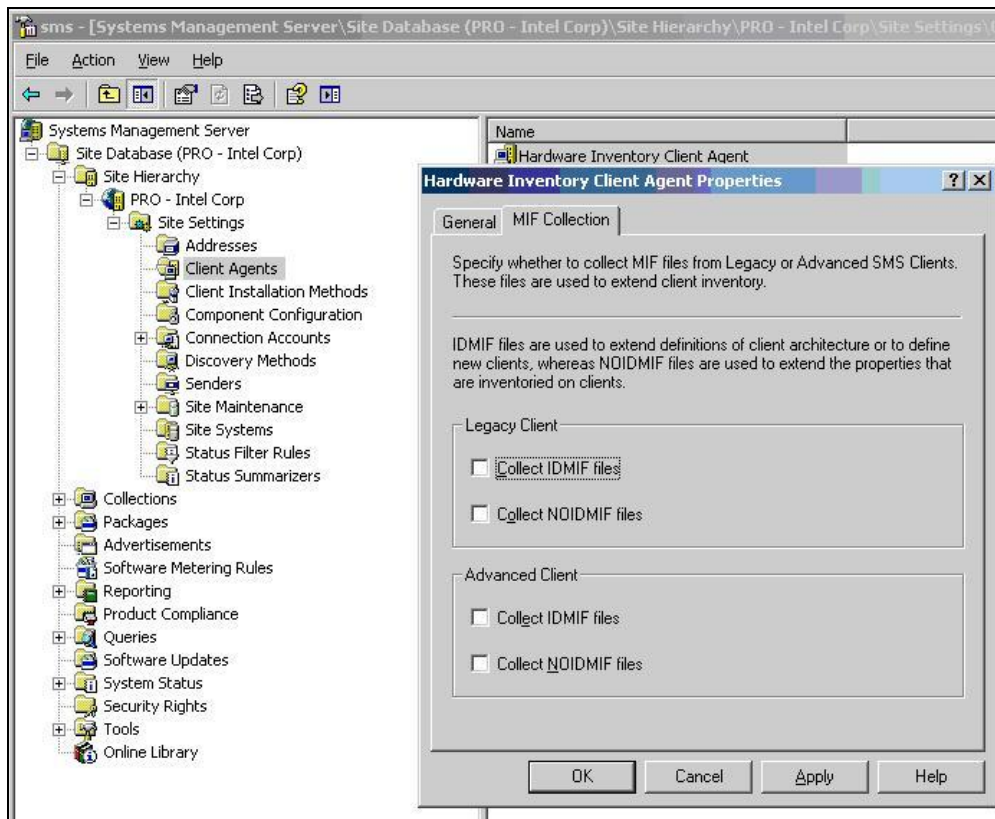 sms - [Systems Management Server\Site Database (PRO - Intel Corp)\Site Hierarchy\PRO - Intel Corp\Site Settings\
File Action View Help
Systems Management Server
Site Database (PRO - Intel Corp)
Site Hierarchy
PRO - Intel Corp
Site Settings
Addresses
Client Agents
Client Installation Methods
Component Configuration
Connection Accounts
Discovery Methods
Senders
Site Maintenance
Site Systems
Status Filter Rules
Status Summarizers
Collections
Packages
Advertisements
Software Metering Rules
Reporting
Product Compliance
Queries
Software Updates
System Status
Security Rights
Tools
Online Library
Name
Hardware Inventory Client Agent
Hardware Inventory Client Agent Properties
General MIF Collection
Specify whether to collect MIF files from Legacy or Advanced SMS Clients.
These files are used to extend client inventory.
IDMIF files are used to extend definitions of client architecture or to define
new clients, whereas NOIDMIF files are used to extend the properties that
are inventoried on clients.
Legacy Client
Collect IDMIF files
Collect NOIDMIF files
Advanced Client
Collect IDMIF files
Collect NOIDMIF files
OK Cancel Apply Help